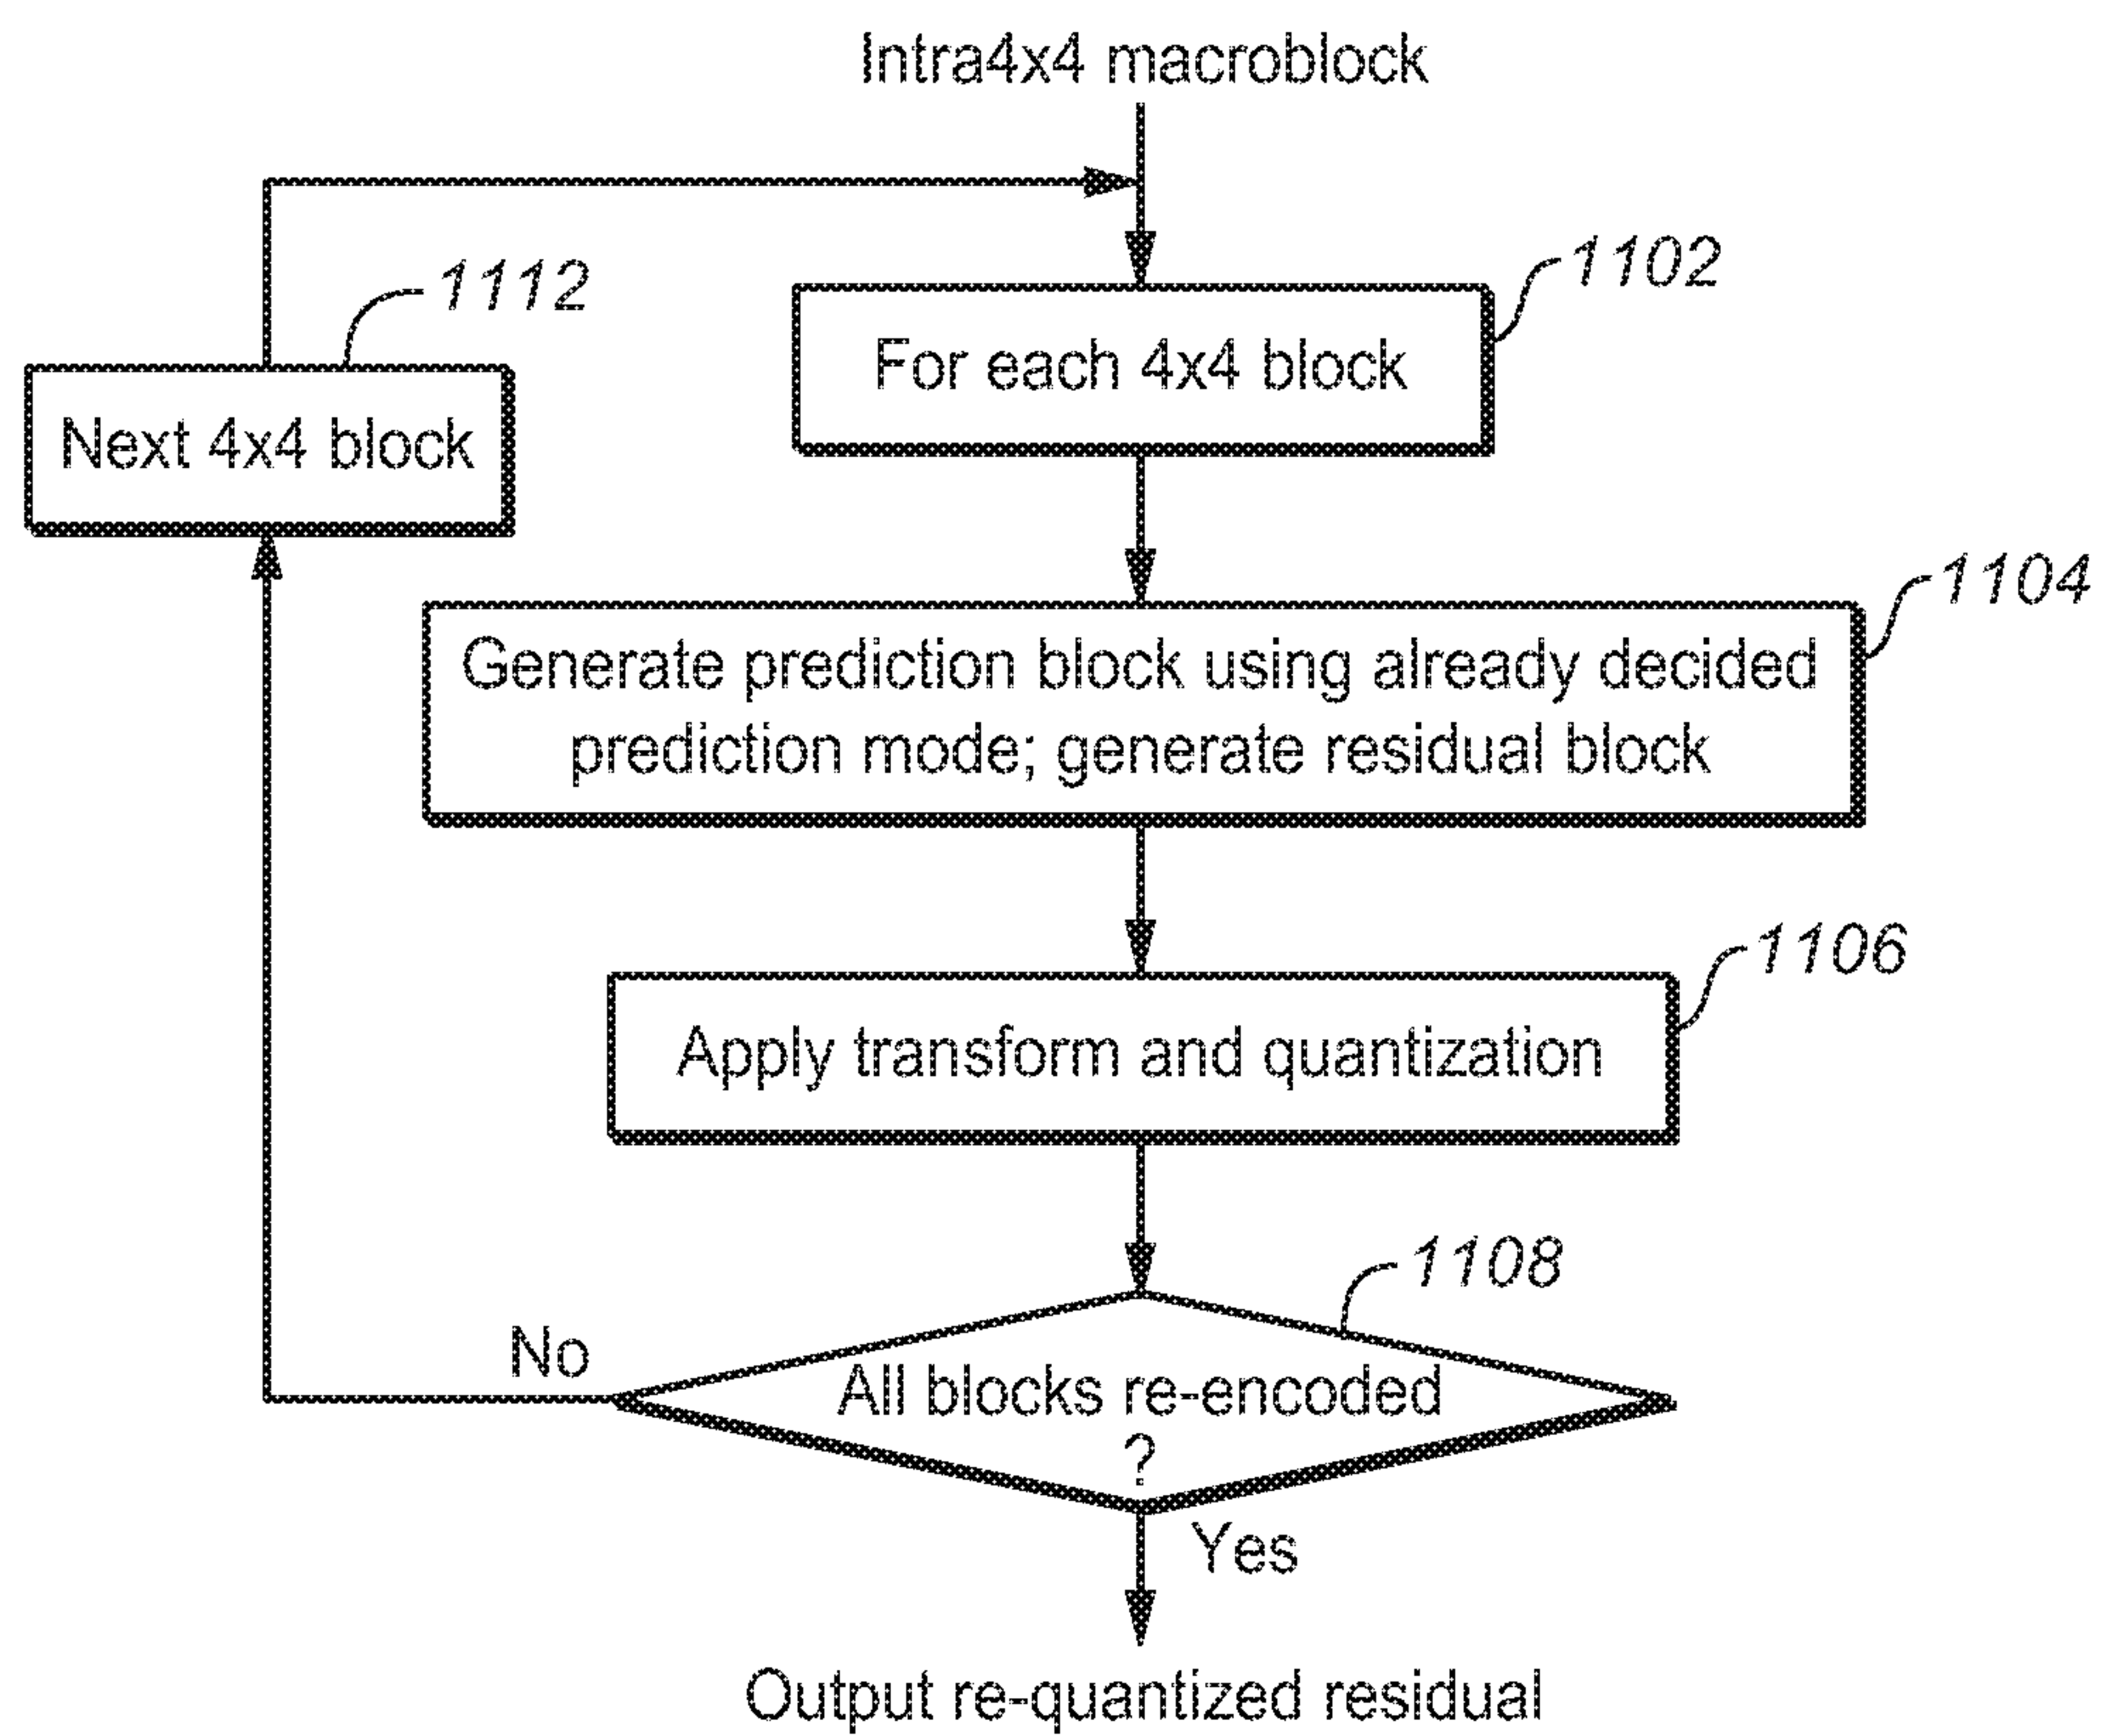 Intra4x4 macroblock
1102
For each 4x4 block
1112
Next 4x4 block
1104
Generate prediction block using already decided
prediction mode; generate residual block
1106
Apply transform and quantization
1108
All blocks re-encoded
?
No
Yes
Output re-quantized residual